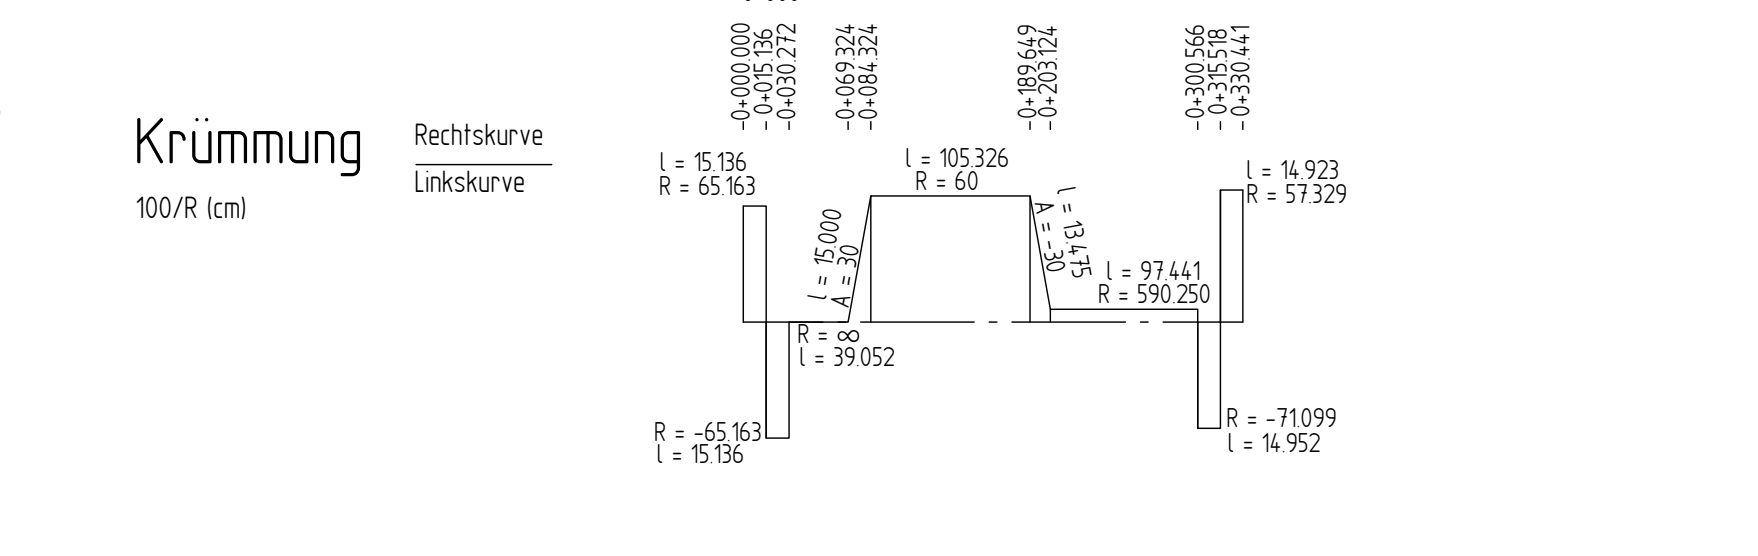 -0+000.000
-0+015.136
-0+030.272
-0+069.324
-0+084.324
-0+189.649
-0+203.124
-0+300.566
-0+315.518
-0+330.441
Krümmung
100/R (cm)
Rechtskurve
Linkskurve
l = 15.136
R = 65.163
R = -65.163
l = 15.136
R = ∞
l = 39.052
l = 15.000
A = 30
l = 105.326
R = 60
l = 13.475
A = -30
l = 97.441
R = 590.250
R = -71.099
l = 14.952
l = 14.923
R = 57.329